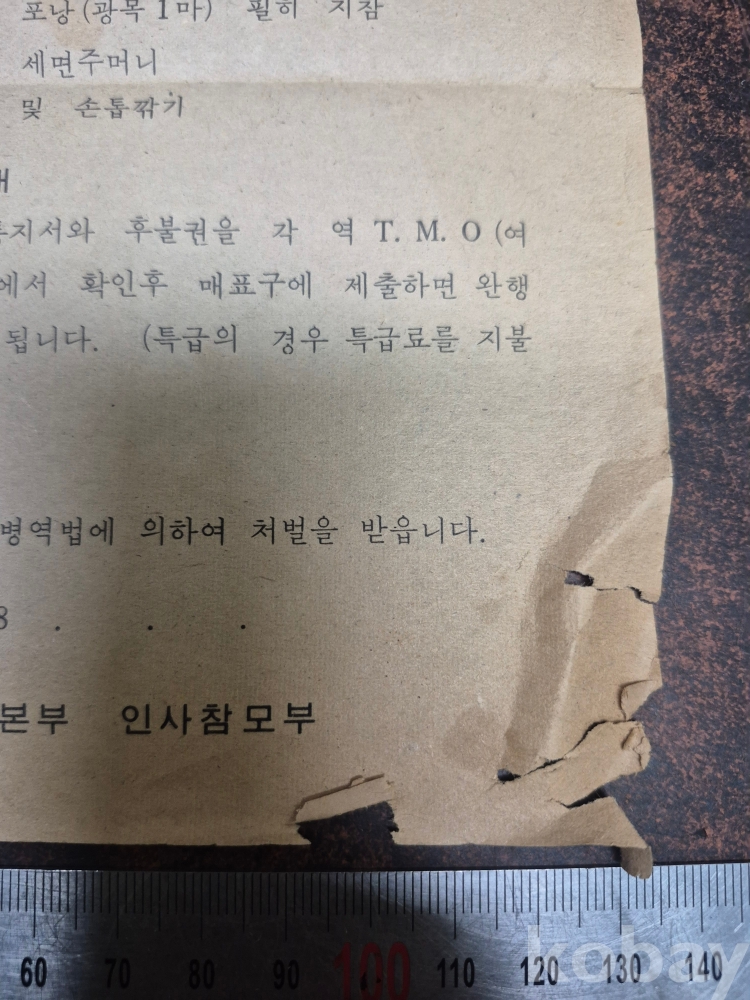 포낭(광목 1마) 필히 지참
세면주머니
및 손톱깎기
통지서와 후불권을 각 역 T. M. O (여
에서 확인후 매표구에 제출하면 완행
됩니다. (특급의 경우 특급료를 지불
병역법에 의하여 처벌을 받읍니다.
8 . . .
본부 인사참모부
60 70 80 90 100 110 120 130 140
kobay